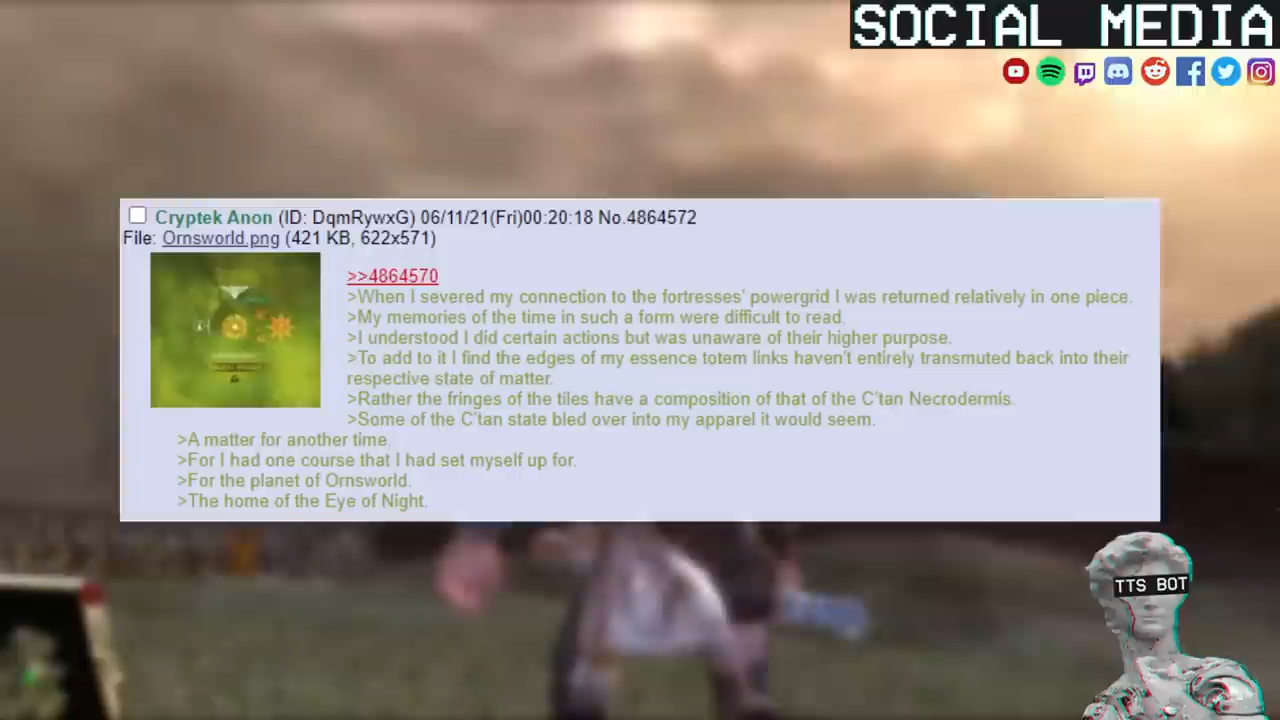 SOCIAL MEDIA
Cryptek Anon (ID: DqmRywxG) 06/11/21(Fri)00:20:18 No.4864572
File: Ornsworld.png (421 KB, 622x571)
>>4864570
>When I severed my connection to the fortresses' powergrid I was returned relatively in one piece.
>My memories of the time in such a form were difficult to read.
>I understood I did certain actions but was unaware of their higher purpose.
>To add to it I find the edges of my essence totem links haven't entirely transmuted back into their
respective state of matter.
>Rather the fringes of the tiles have a composition of that of the C'tan Necrodermis.
>Some of the C'tan state bled over into my apparel it would seem.
>A matter for another time.
>For I had one course that I had set myself up for.
>For the planet of Ornsworld.
>The home of the Eye of Night.
TTS BOT